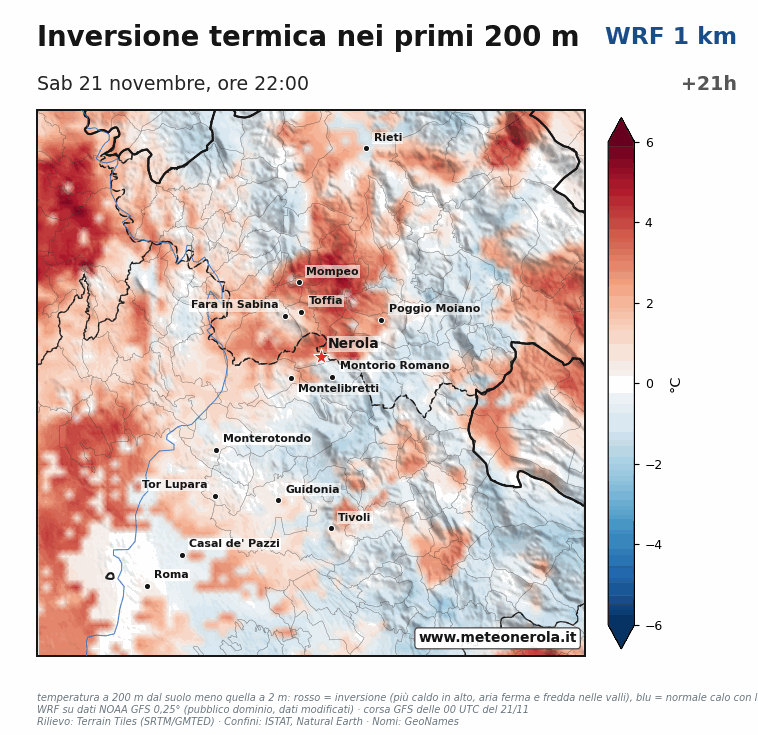 Inversione termica nei primi 200 m
WRF 1 km
Sab 21 novembre, ore 22:00
+21h
Rieti
Mompeo
Fara in Sabina
Toffia
Poggio Moiano
Nerola
Montorio Romano
Montelibretti
Monterotondo
Tor Lupara
Guidonia
Tivoli
Casal de' Pazzi
Roma
www.meteonerola.it
6
4
2
0
−2
−4
−6
°C
temperatura a 200 m dal suolo meno quella a 2 m: rosso = inversione (più caldo in alto, aria ferma e fredda nelle valli), blu = normale calo con l
WRF su dati NOAA GFS 0,25° (pubblico dominio, dati modificati) · corsa GFS delle 00 UTC del 21/11
Rilievo: Terrain Tiles (SRTM/GMTED) · Confini: ISTAT, Natural Earth · Nomi: GeoNames